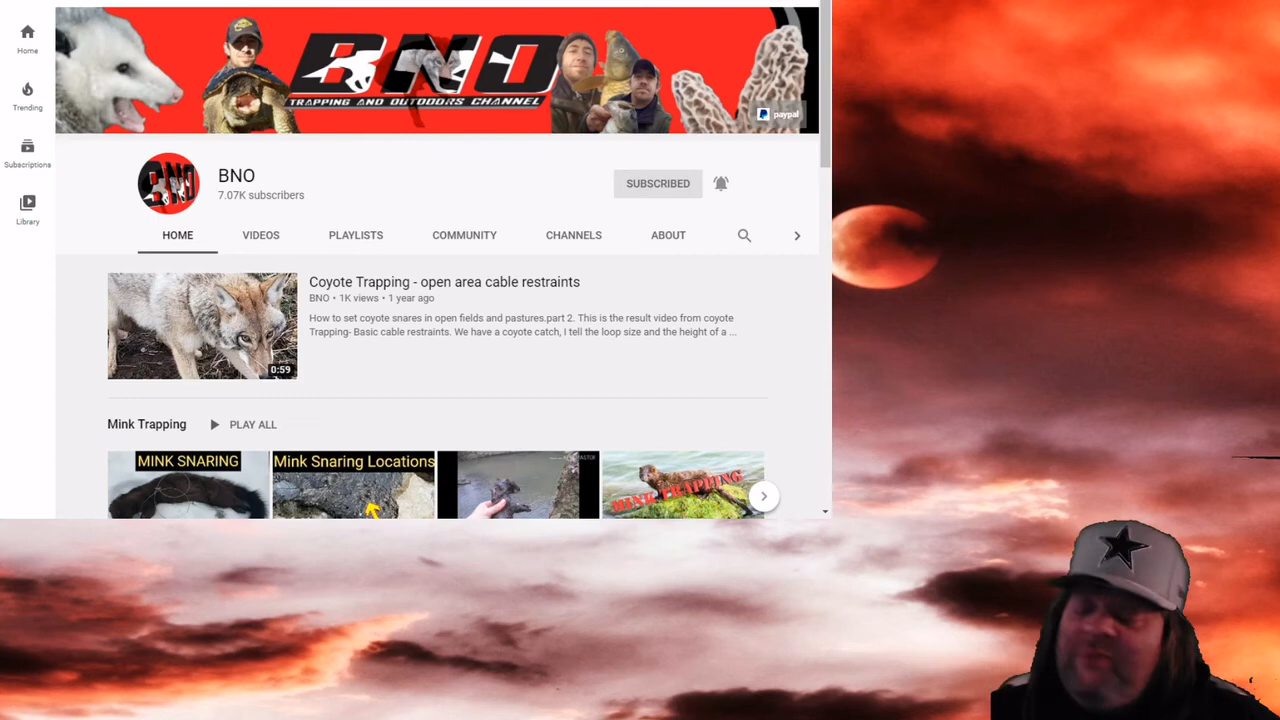 BNO
TRAPPING AND OUTDOORS CHANNEL
paypal
Home
Trending
Subscriptions
Library
BNO
BNO
7.07K subscribers
SUBSCRIBED
HOME
VIDEOS
PLAYLISTS
COMMUNITY
CHANNELS
ABOUT
Coyote Trapping - open area cable restraints
BNO • 1K views • 1 year ago
How to set coyote snares in open fields and pastures.part 2. This is the result video from coyote
Trapping- Basic cable restraints. We have a coyote catch, I tell the loop size and the height of a ...
0:59
Mink Trapping
PLAY ALL
MINK SNARING
Mink Snaring Locations
MINK TRAPPING